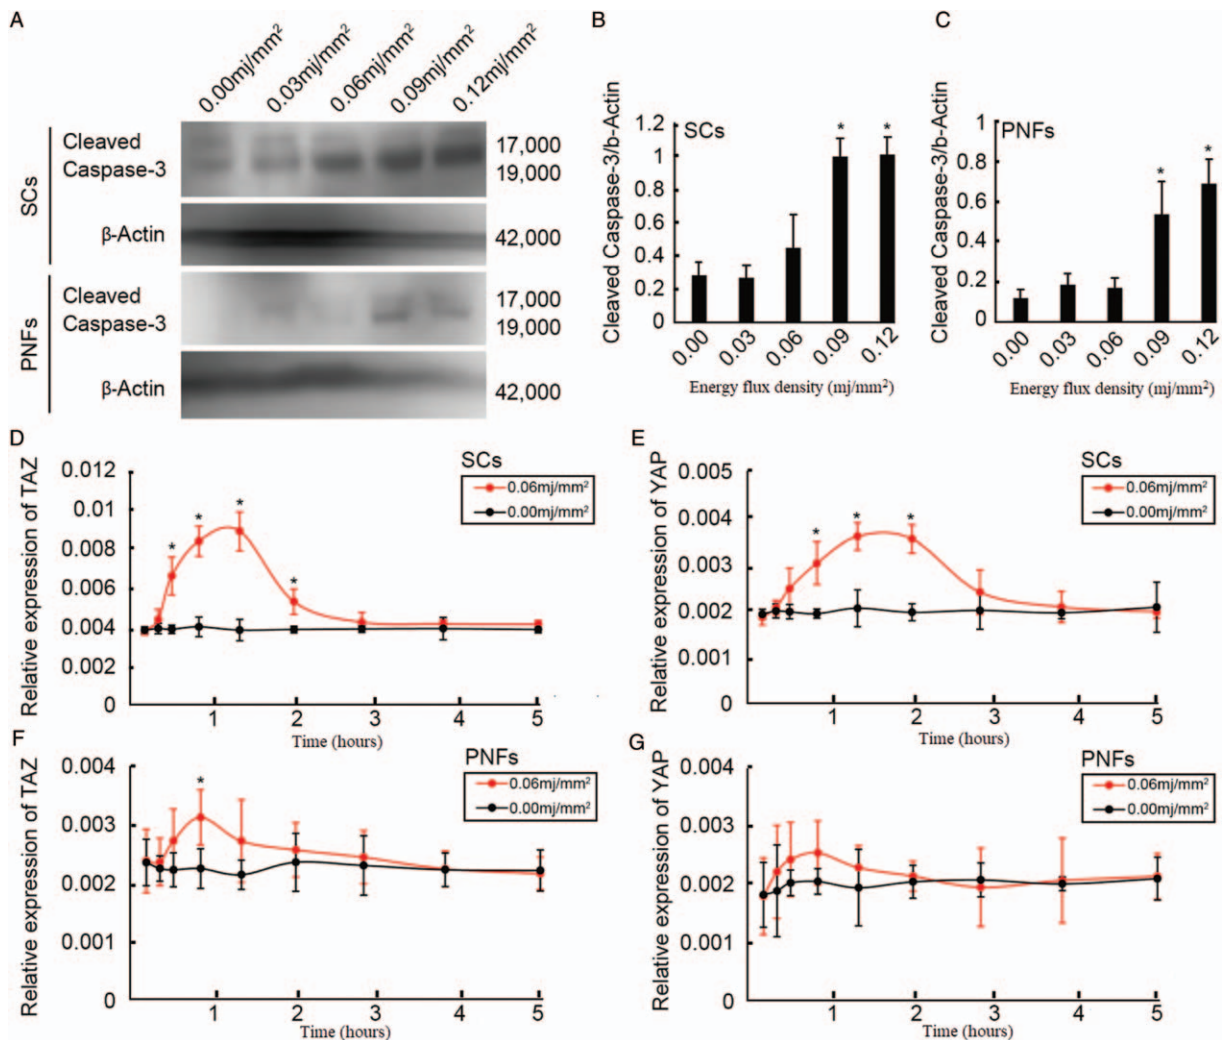 A
0.00mj/mm²
0.03mj/mm²
0.06mj/mm²
0.09mj/mm²
0.12mj/mm²
SCs
Cleaved
Caspase-3
17,000
19,000
β-Actin
42,000
PNFs
Cleaved
Caspase-3
17,000
19,000
β-Actin
42,000
B
Cleaved Caspase-3/b-Actin
SCs
1.2
1
0.8
0.6
0.4
0.2
0
*
*
0.00
0.03
0.06
0.09
0.12
Energy flux density (mj/mm²)
C
Cleaved Caspase-3/b-Actin
PNFs
1
0.8
0.6
0.4
0.2
0
*
*
0.00
0.03
0.06
0.09
0.12
Energy flux density (mj/mm²)
D
Relative expression of TAZ
SCs
0.06mj/mm²
0.00mj/mm²
0.012
0.01
0.008
0.006
0.004
0.002
0
*
*
*
*
1
2
3
4
5
Time (hours)
E
Relative expression of YAP
SCs
0.06mj/mm²
0.00mj/mm²
0.005
0.004
0.003
0.002
0.001
0
*
*
*
1
2
3
4
5
Time (hours)
F
Relative expression of TAZ
PNFs
0.06mj/mm²
0.00mj/mm²
0.004
0.003
0.002
0.001
0
*
1
2
3
4
5
Time (hours)
G
Relative expression of YAP
PNFs
0.06mj/mm²
0.00mj/mm²
0.004
0.003
0.002
0.001
0
1
2
3
4
5
Time (hours)